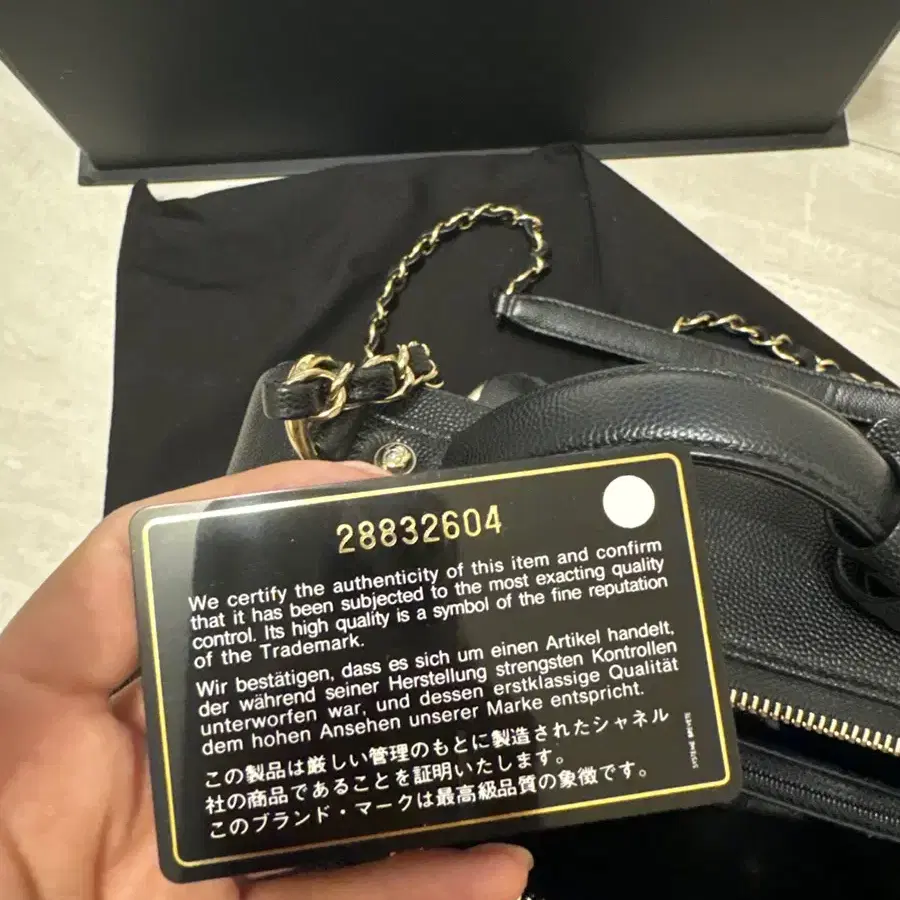 28832604
We certify the authenticity of this item and confirm
that it has been subjected to the most exacting quality
control. Its high quality is a symbol of the fine reputation
of the Trademark.
Wir bestätigen, dass es sich um einen Artikel handelt,
der während seiner Herstellung strengsten Kontrollen
unterworfen war, und dessen erstklassige Qualität
dem hohen Ansehen unserer Marke entspricht.
この製品は厳しい管理のもとに製造されたシャネル
社の商品であることを証明いたします。
このブランド・マークは最高級品質の象徴です。